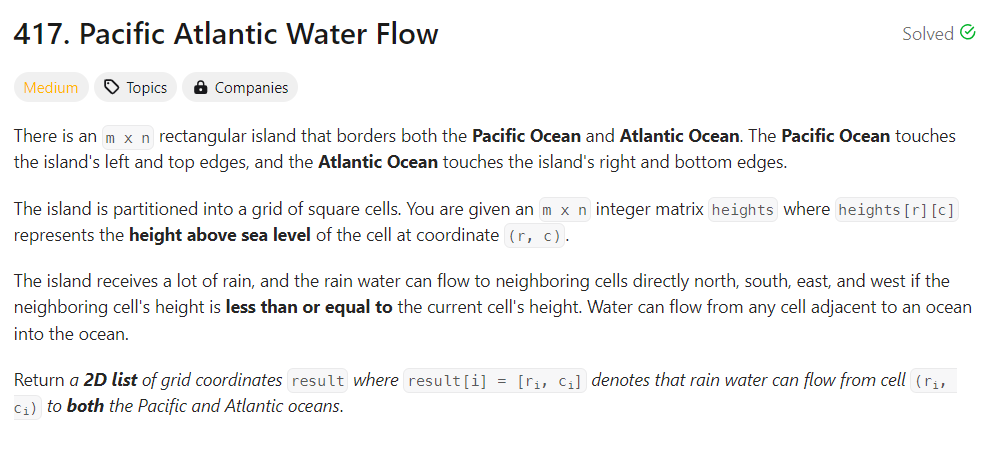 417. Pacific Atlantic Water Flow
Solved
Medium Topics Companies
There is an m x n rectangular island that borders both the Pacific Ocean and Atlantic Ocean. The Pacific Ocean touches
the island's left and top edges, and the Atlantic Ocean touches the island's right and bottom edges.
The island is partitioned into a grid of square cells. You are given an m x n integer matrix heights where heights[r][c]
represents the height above sea level of the cell at coordinate (r, c).
The island receives a lot of rain, and the rain water can flow to neighboring cells directly north, south, east, and west if the
neighboring cell's height is less than or equal to the current cell's height. Water can flow from any cell adjacent to an ocean
into the ocean.
Return a 2D list of grid coordinates result where result[i] = [rᵢ, cᵢ] denotes that rain water can flow from cell (rᵢ,
cᵢ) to both the Pacific and Atlantic oceans.